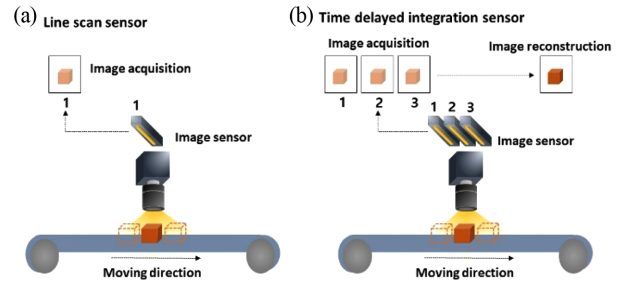 (a) Line scan sensor
Image acquisition
1
1
Image sensor
Moving direction
(b) Time delayed integration sensor
Image acquisition
Image reconstruction
1 2 3
1 2 3
Image sensor
Moving direction